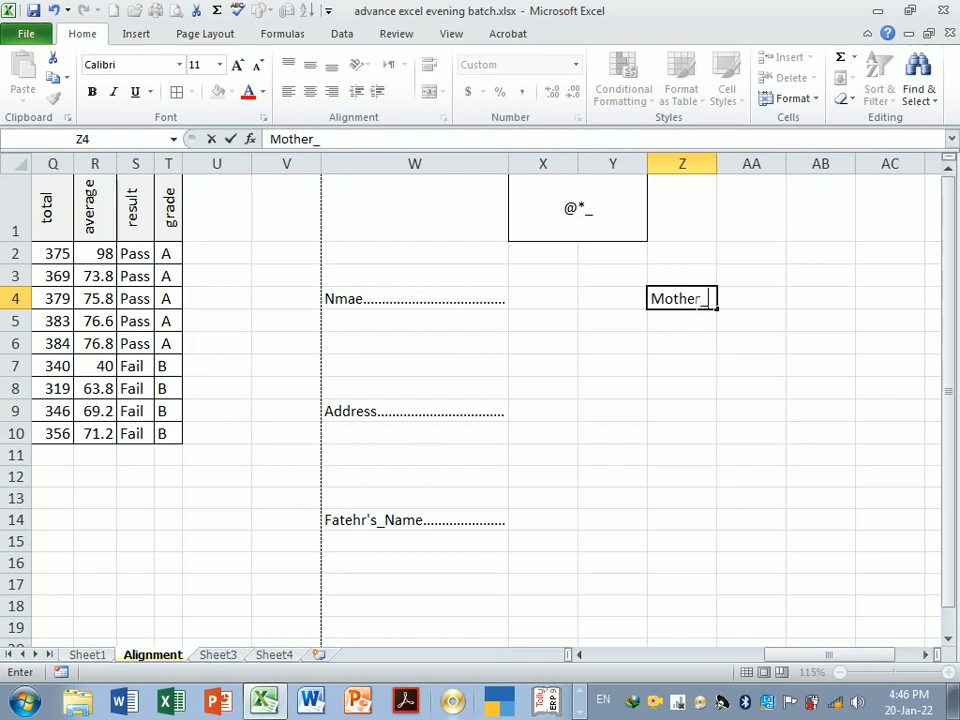 advance excel evening batch.xlsx - Microsoft Excel
File Home Insert Page Layout Formulas Data Review View Acrobat
Paste Calibri 11 Custom Conditional Formatting Format as Table Cell Styles Insert Delete Format Sort & Filter Find & Select
Clipboard Font Alignment Number Styles Cells Editing
Z4 fx Mother_
Q R S T U V W X Y Z AA AB AC
1 total average result grade @*_
2 375 98 Pass A
3 369 73.8 Pass A
4 379 75.8 Pass A Nmae...................................... Mother_
5 383 76.6 Pass A
6 384 76.8 Pass A
7 340 40 Fail B
8 319 63.8 Fail B
9 346 69.2 Fail B Address..................................
10 356 71.2 Fail B
11
12
13
14 Fatehr's_Name......................
15
16
17
18
19
Sheet1 Alignment Sheet3 Sheet4
Enter 115%
EN 4:46 PM
20-Jan-22